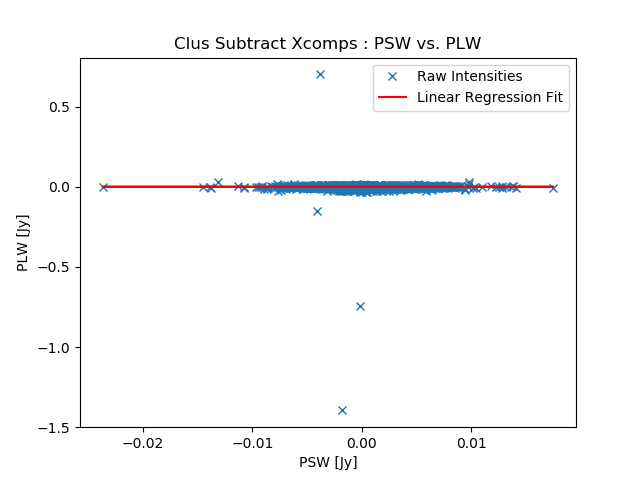 Clus Subtract Xcomps : PSW vs. PLW
Raw Intensities
Linear Regression Fit
0.5
0.0
−0.5
−1.0
−1.5
PLW [Jy]
−0.02
−0.01
0.00
0.01
PSW [Jy]